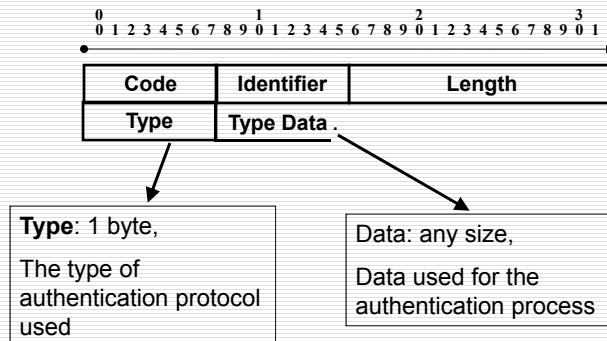 0 1 2 3
0 1 2 3 4 5 6 7 8 9 0 1 2 3 4 5 6 7 8 9 0 1 2 3 4 5 6 7 8 9 0 1
Code Identifier Length
Type Type Data .
Type: 1 byte,
The type of
authentication protocol
used
Data: any size,
Data used for the
authentication process